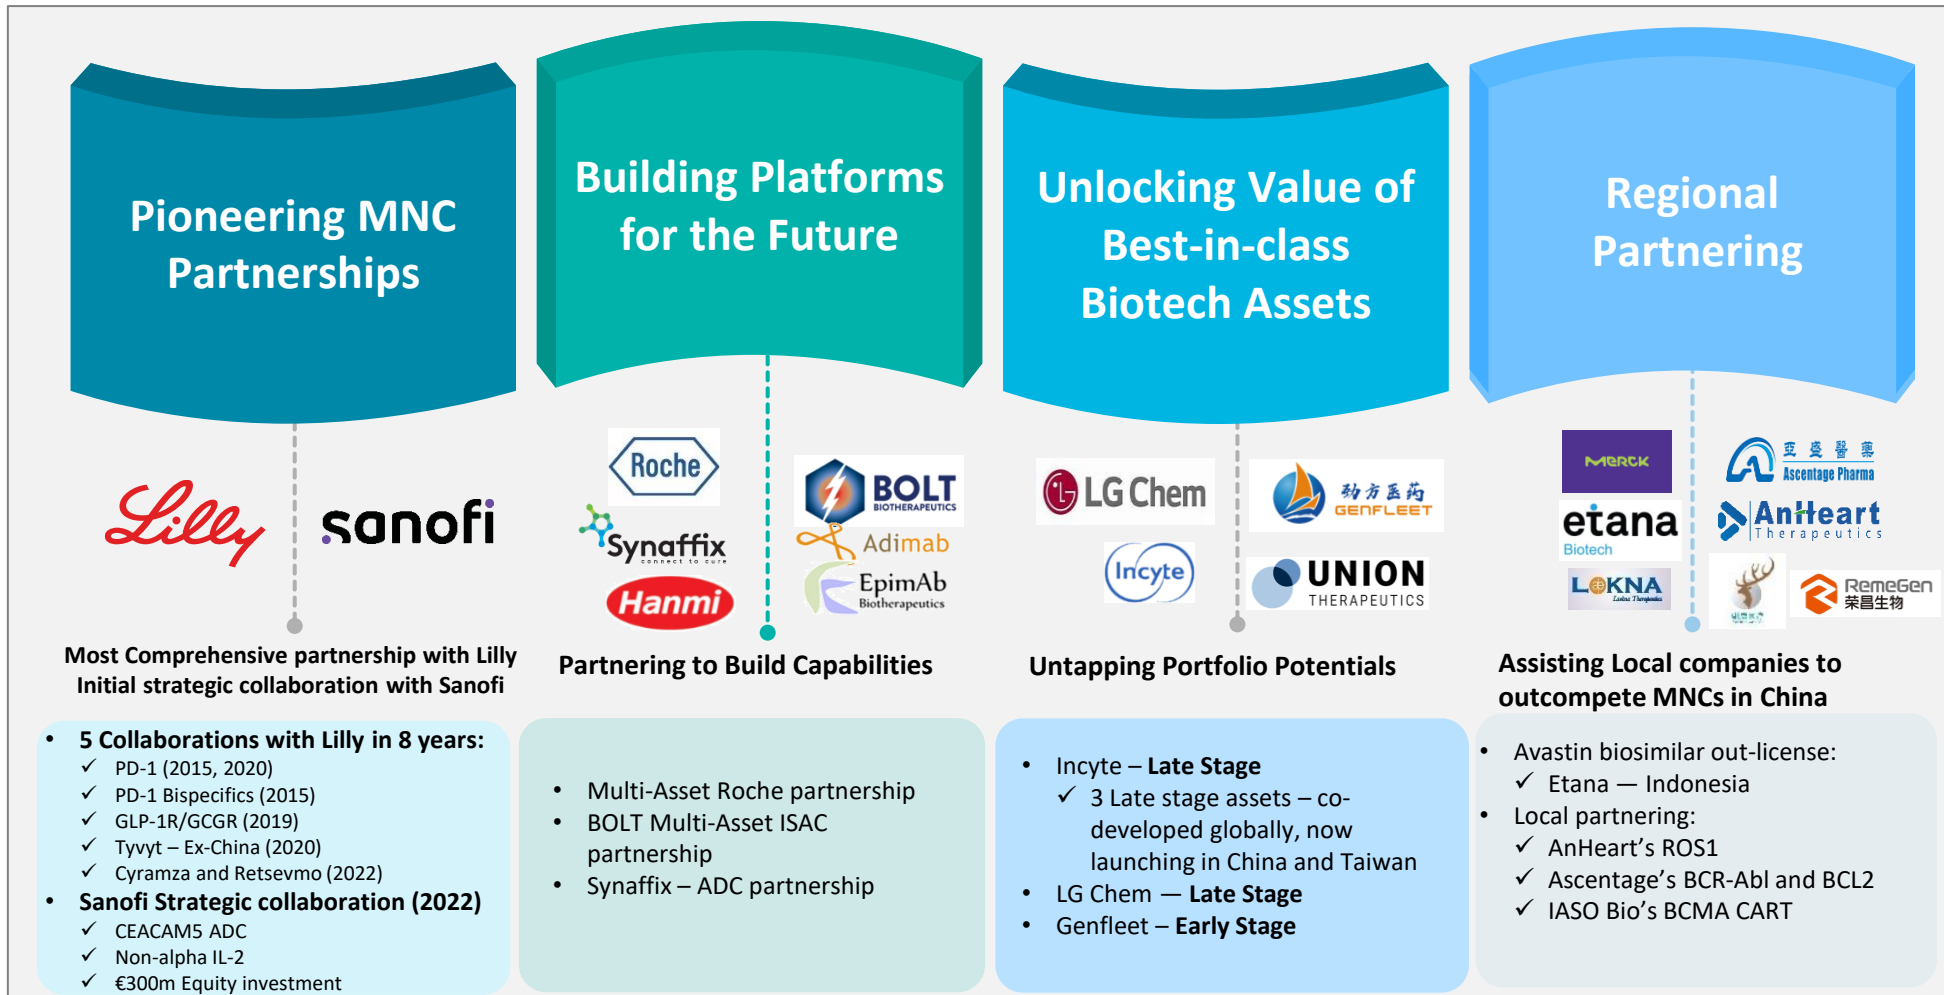 Pioneering MNC
Partnerships
Building Platforms
for the Future
Unlocking Value of
Best-in-class
Biotech Assets
Regional
Partnering
Lilly
sanofi
Roche
BOLT
BIOTHERAPEUTICS
Synaffix
connect to cure
Adimab
Hanmi
EpimAb
Biotherapeutics
LG Chem
劲方医药
GENFLEET
Incyte
UNION
THERAPEUTICS
MERCK
亞盛醫藥
Ascentage Pharma
etana
Biotech
AnHeart
Therapeutics
LOKNA
RemeGen
荣昌生物
Most Comprehensive partnership with Lilly
Initial strategic collaboration with Sanofi
Partnering to Build Capabilities
Untapping Portfolio Potentials
Assisting Local companies to
outcompete MNCs in China
• 5 Collaborations with Lilly in 8 years:
✓ PD-1 (2015, 2020)
✓ PD-1 Bispecifics (2015)
✓ GLP-1R/GCGR (2019)
✓ Tyvyt – Ex-China (2020)
✓ Cyramza and Retsevmo (2022)
• Sanofi Strategic collaboration (2022)
✓ CEACAM5 ADC
✓ Non-alpha IL-2
✓ €300m Equity investment
• Multi-Asset Roche partnership
• BOLT Multi-Asset ISAC
partnership
• Synaffix – ADC partnership
• Incyte – Late Stage
✓ 3 Late stage assets – co-
developed globally, now
launching in China and Taiwan
• LG Chem — Late Stage
• Genfleet – Early Stage
• Avastin biosimilar out-license:
✓ Etana — Indonesia
• Local partnering:
✓ AnHeart's ROS1
✓ Ascentage's BCR-Abl and BCL2
✓ IASO Bio's BCMA CART